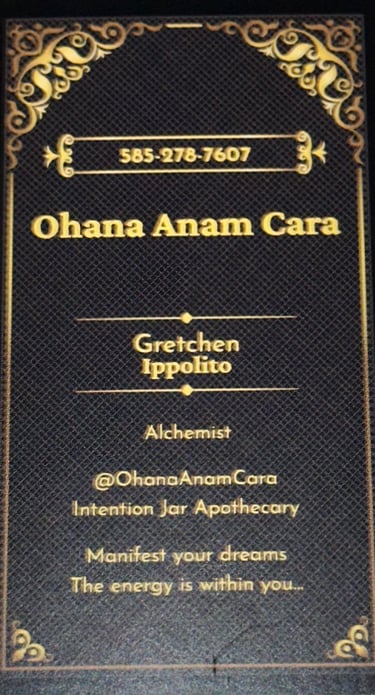 585-278-7607
Ohana Anam Cara
Gretchen
Ippolito
Alchemist
@OhanaAnamCara
Intention Jar Apothecary
Manifest your dreams
The energy is within you...